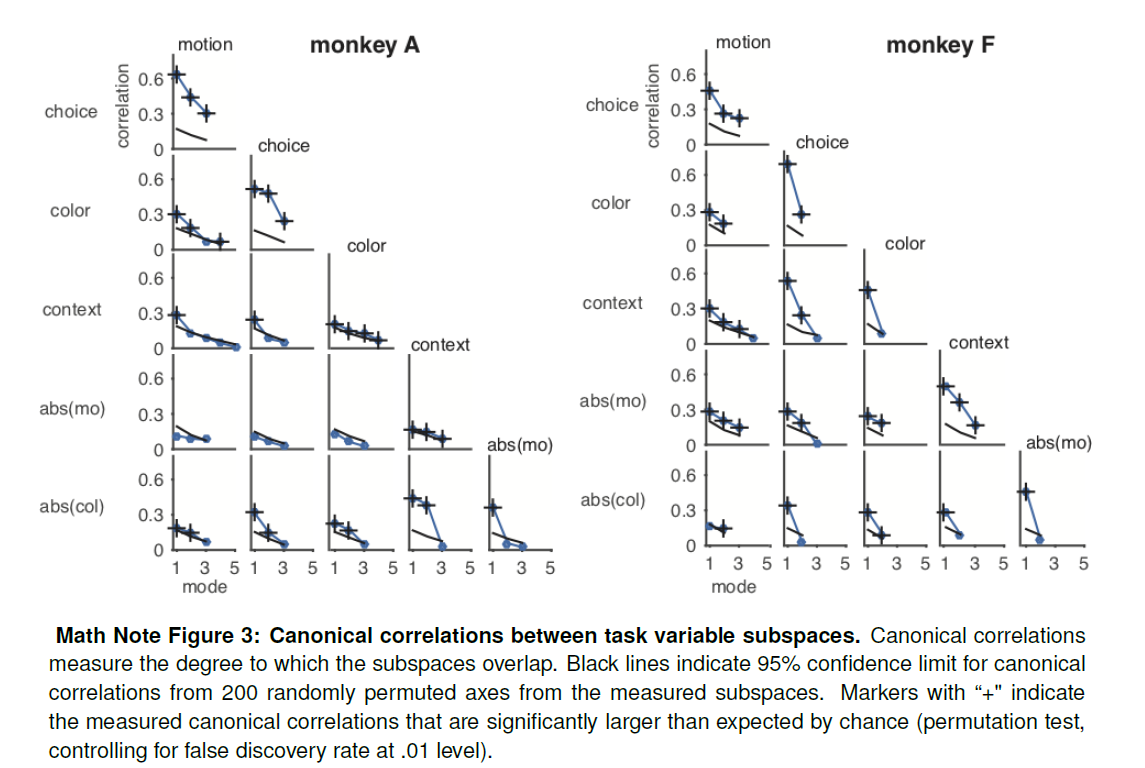 monkey A
monkey F
motion
correlation
0.6
0.3
0
choice
choice
0.6
0.3
0
color
color
0.6
0.3
0
context
context
0.6
0.3
0
abs(mo)
abs(mo)
0.6
0.3
0
abs(col)
1 3 5 1 3 5 1 3 5 1 3 5 1 3 5
mode
motion
correlation
0.6
0.3
0
choice
choice
0.6
0.3
0
color
color
0.6
0.3
0
context
context
0.6
0.3
0
abs(mo)
abs(mo)
0.6
0.3
0
abs(col)
1 3 5 1 3 5 1 3 5 1 3 5 1 3 5
mode
Math Note Figure 3: Canonical correlations between task variable subspaces. Canonical correlations
measure the degree to which the subspaces overlap. Black lines indicate 95% confidence limit for canonical
correlations from 200 randomly permuted axes from the measured subspaces. Markers with “+" indicate
the measured canonical correlations that are significantly larger than expected by chance (permutation test,
controlling for false discovery rate at .01 level).